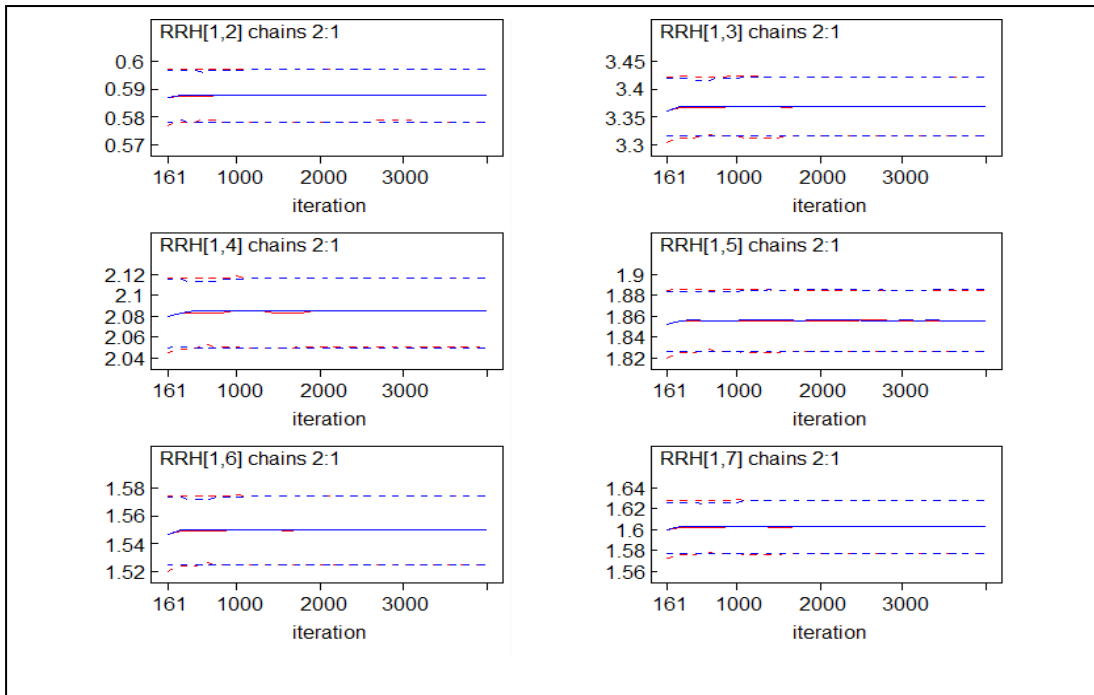 RRH[1,2] chains 2:1
0.6
0.59
0.58
0.57
161 1000 2000 3000
iteration
RRH[1,3] chains 2:1
3.45
3.4
3.35
3.3
161 1000 2000 3000
iteration
RRH[1,4] chains 2:1
2.12
2.1
2.08
2.06
2.04
161 1000 2000 3000
iteration
RRH[1,5] chains 2:1
1.9
1.88
1.86
1.84
1.82
161 1000 2000 3000
iteration
RRH[1,6] chains 2:1
1.58
1.56
1.54
1.52
161 1000 2000 3000
iteration
RRH[1,7] chains 2:1
1.64
1.62
1.6
1.58
1.56
161 1000 2000 3000
iteration